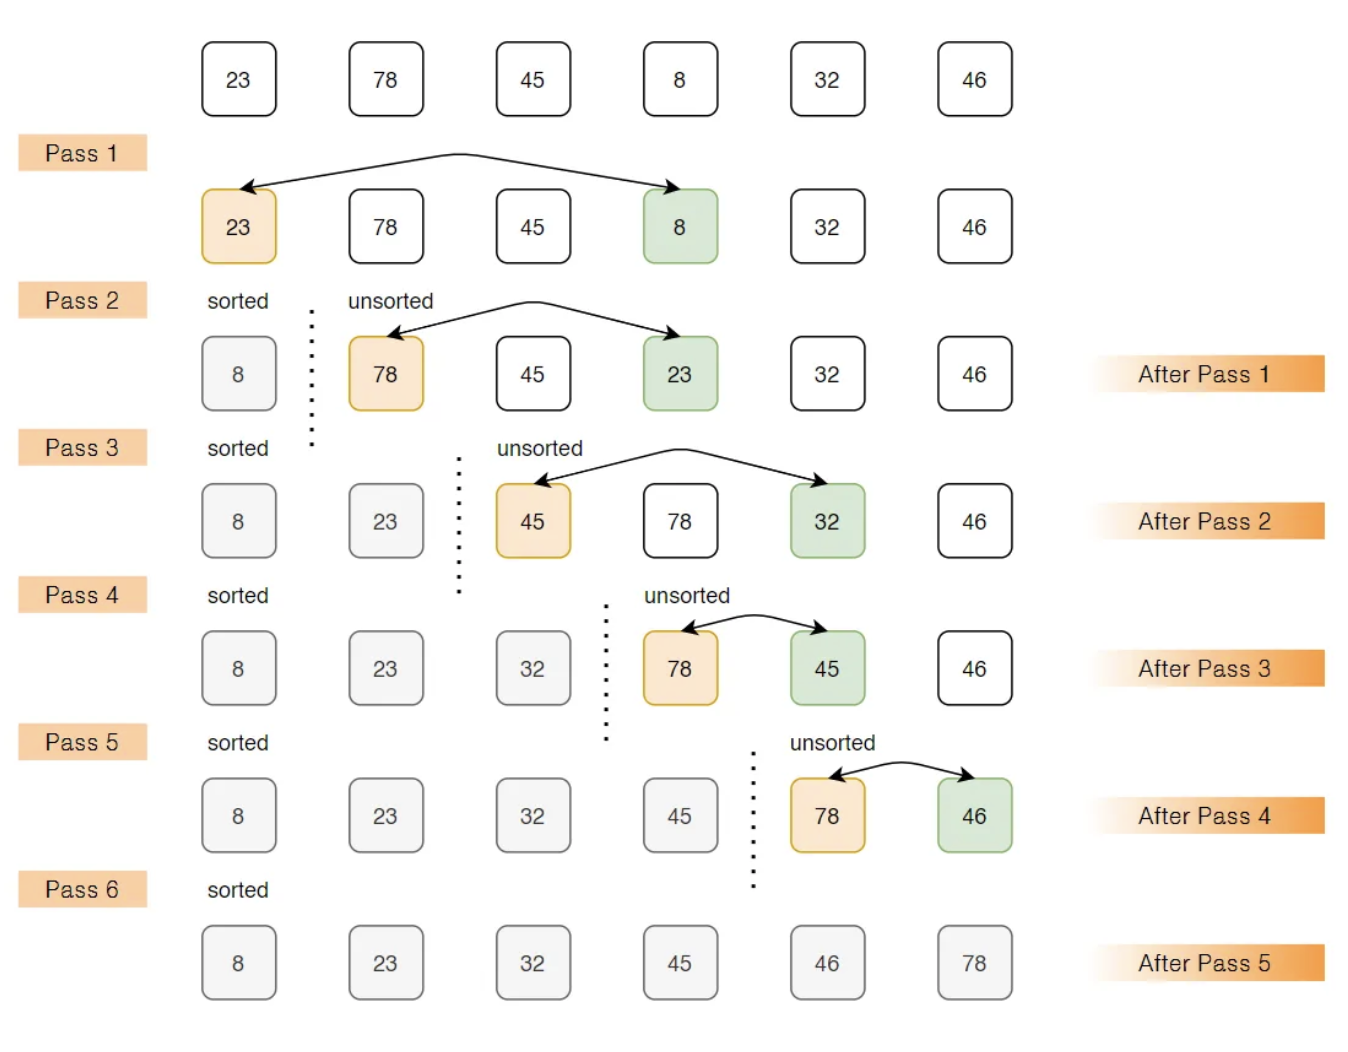 23 78 45 8 32 46
Pass 1
23 78 45 8 32 46
Pass 2 sorted unsorted
8 78 45 23 32 46 After Pass 1
Pass 3 sorted unsorted
8 23 45 78 32 46 After Pass 2
Pass 4 sorted unsorted
8 23 32 78 45 46 After Pass 3
Pass 5 sorted unsorted
8 23 32 45 78 46 After Pass 4
Pass 6 sorted
8 23 32 45 46 78 After Pass 5